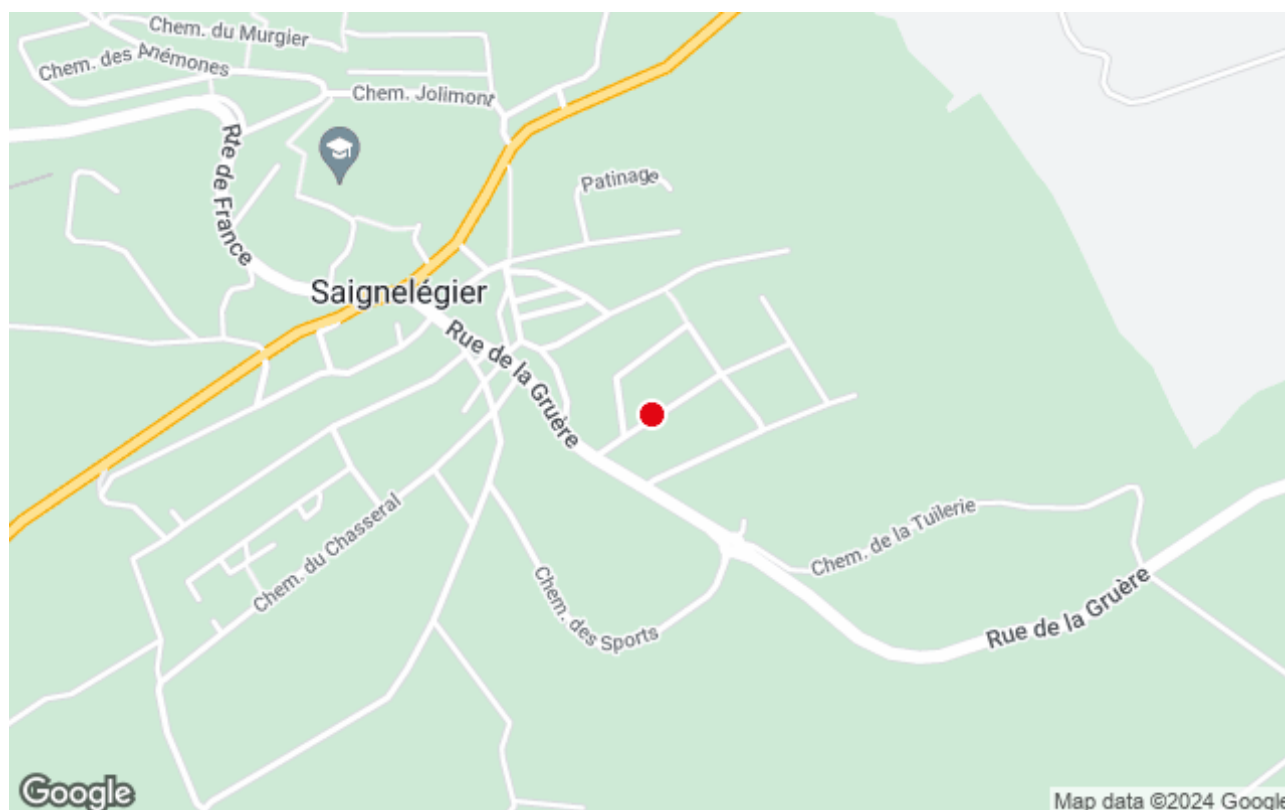 Chem. du Murgier
Chem. des Anémones
Chem. Jolimont
Rte de France
Patinage
Saignelégier
Rue de la Gruère
Chem. du Chasseral
Chem. de la Tuilerie
Chem. des Sports
Rue de la Gruère
Google
Map data ©2024 Google